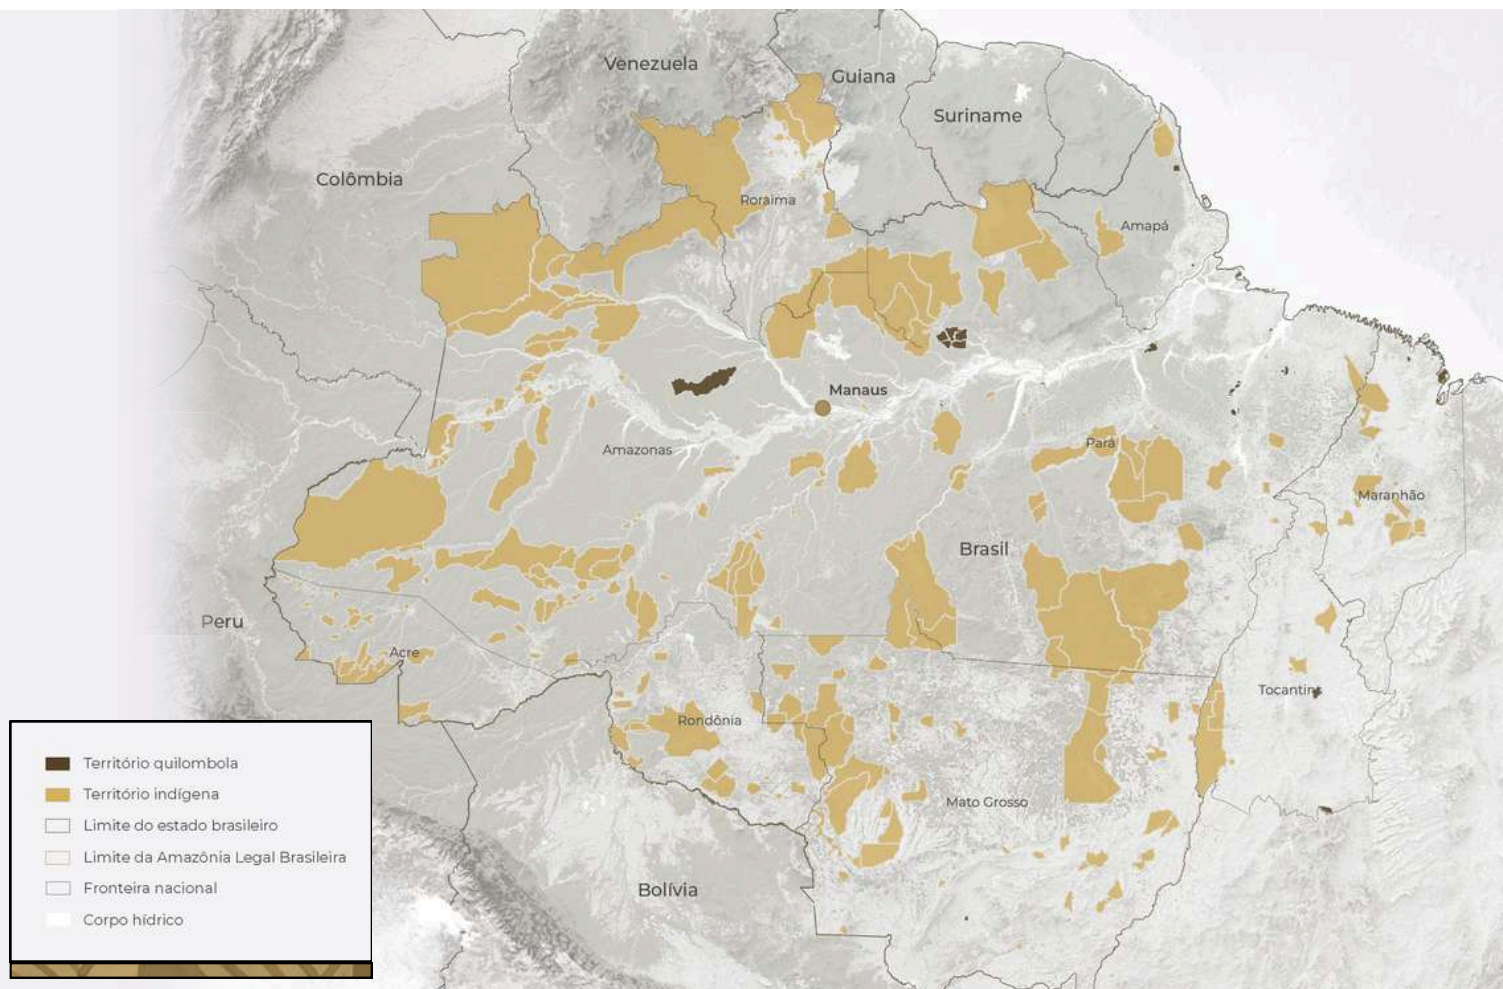 Venezuela
Guiana
Suriname
Colômbia
Roraima
Amapá
Manaus
Amazonas
Pará
Maranhão
Brasil
Peru
Acre
Tocantins
Rondônia
Mato Grosso
Bolívia
Território quilombola
Território indígena
Limite do estado brasileiro
Limite da Amazônia Legal Brasileira
Fronteira nacional
Corpo hídrico